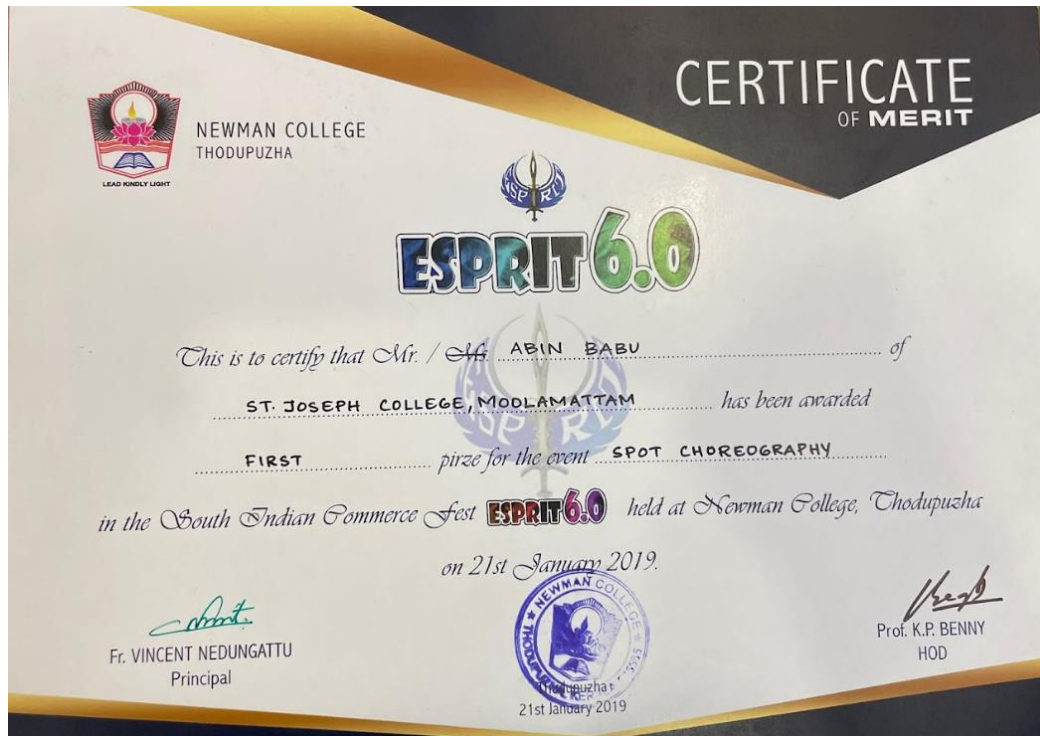 CERTIFICATE
OF MERIT
NEWMAN COLLEGE
THODUPUZHA
LEAD KINDLY LIGHT
ESPRIT
ESPRIT 6.0
This is to certify that Mr. / Ms. ABIN BABU of
ST. JOSEPH COLLEGE, MOOLAMATTAM has been awarded
FIRST pirze for the event SPOT CHOREOGRAPHY
in the South Indian Commerce Fest ESPRIT 6.0 held at Newman College, Thodupuzha
on 21st January 2019.
NEWMAN COLLEGE
Fr. VINCENT NEDUNGATTU
Principal
Prof. K.P. BENNY
HOD
Thodupuzha
21st January 2019